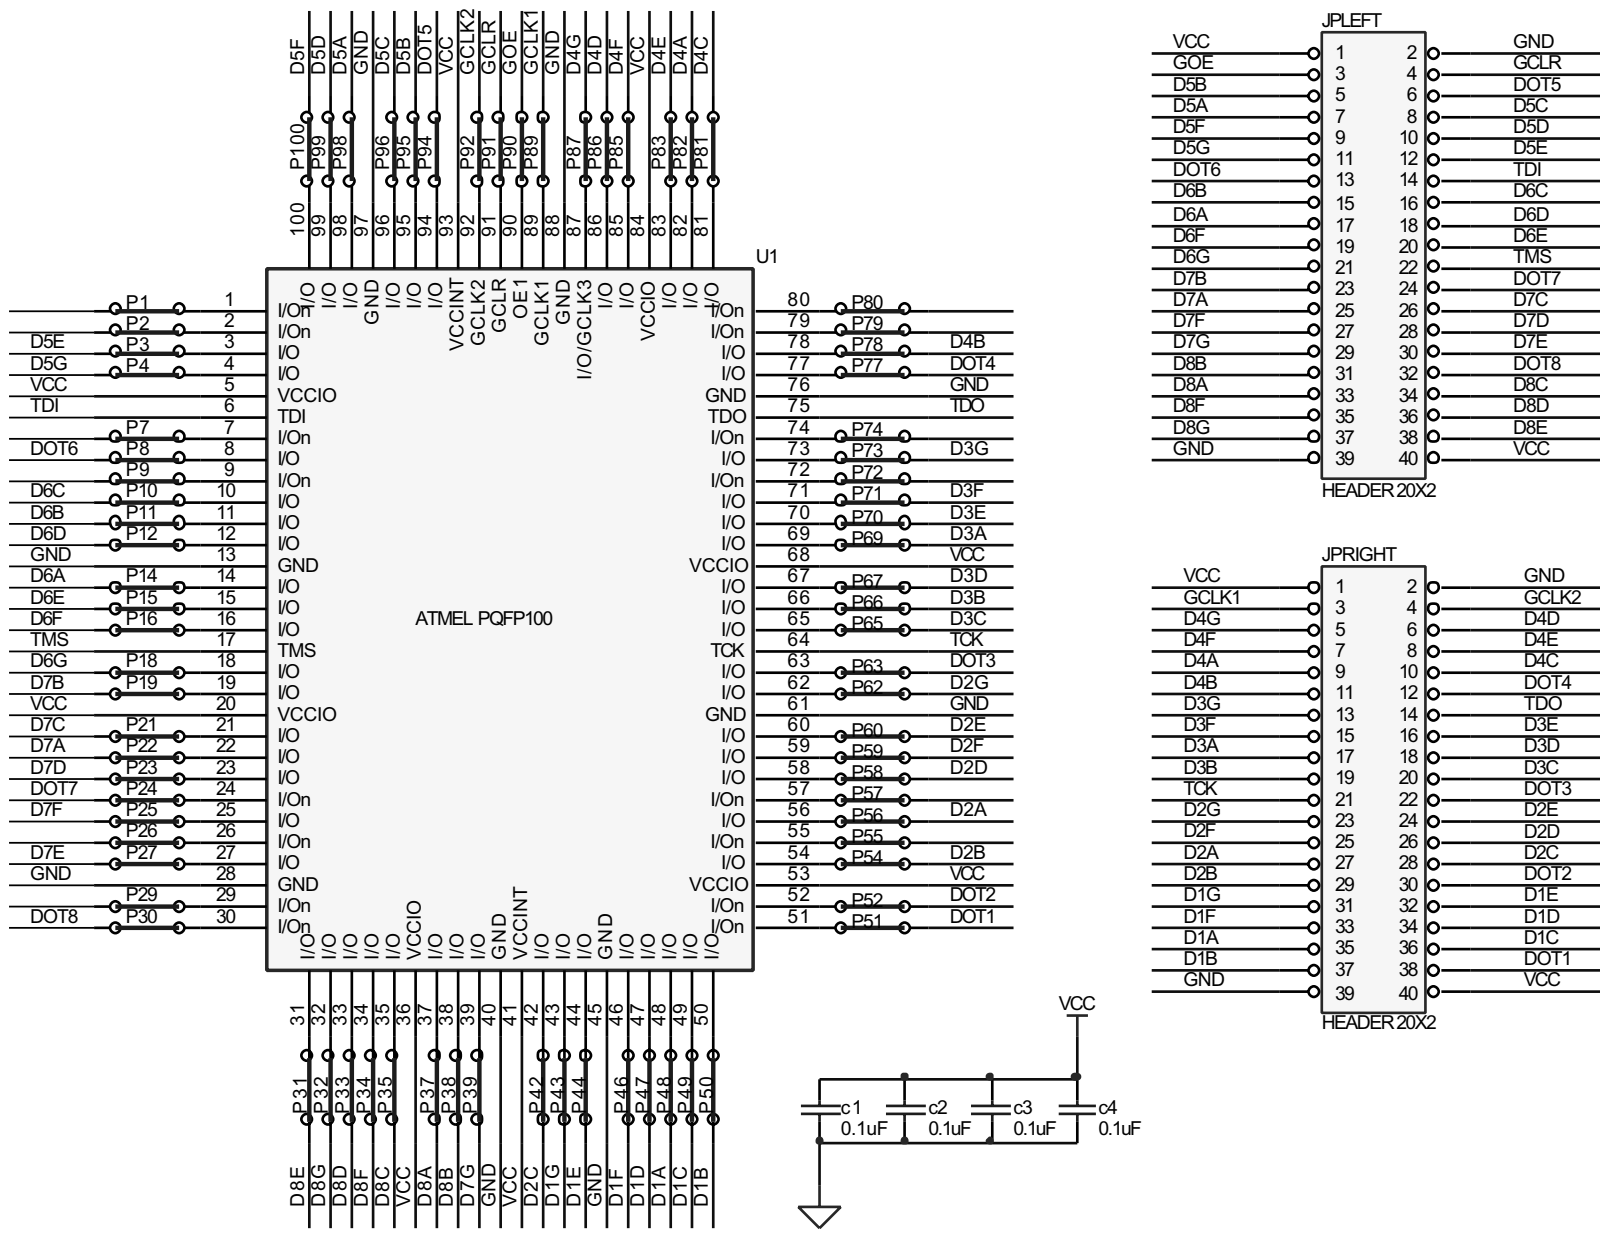 D5F D5D D5A GND D5C D5B DOT5 VCC GCLK2 GCLR GOE GCLK1 GND D4G D4D D4F VCC D4E D4A D4C
P100 P99 P98 P96 P95 P94 P92 P91 P90 P89 P87 P86 P85 P83 P82 P81
100 99 98 97 96 95 94 93 92 91 90 89 88 87 86 85 84 83 82 81
U1
I/O I/O I/O GND I/O I/O I/O VCCINT GCLK2 GCLR OE1 GCLK1 GND I/O/GCLK3 I/O I/O VCCIO I/O I/O I/O
P1 1 I/On I/On 80 P80
P2 2 I/On I/On 79 P79
D5E P3 3 I/O I/O 78 P78 D4B
D5G P4 4 I/O I/O 77 P77 DOT4
VCC 5 VCCIO GND 76 GND
TDI 6 TDI TDO 75 TDO
P7 7 I/On I/On 74 P74
DOT6 P8 8 I/O I/O 73 P73 D3G
P9 9 I/On I/On 72 P72
D6C P10 10 I/O I/O 71 P71 D3F
D6B P11 11 I/O I/O 70 P70 D3E
D6D P12 12 I/O I/O 69 P69 D3A
GND 13 GND VCCIO 68 VCC
D6A P14 14 I/O I/O 67 P67 D3D
D6E P15 15 I/O I/O 66 P66 D3B
D6F P16 16 I/O I/O 65 P65 D3C
TMS 17 TMS TCK 64 TCK
D6G P18 18 I/O I/O 63 P63 DOT3
D7B P19 19 I/O I/O 62 P62 D2G
VCC 20 VCCIO GND 61 GND
D7C P21 21 I/O I/O 60 P60 D2E
D7A P22 22 I/O I/O 59 P59 D2F
D7D P23 23 I/O I/O 58 P58 D2D
DOT7 P24 24 I/On I/On 57 P57
D7F P25 25 I/O I/O 56 P56 D2A
P26 26 I/On I/On 55 P55
D7E P27 27 I/O I/O 54 P54 D2B
GND 28 GND VCCIO 53 VCC
P29 29 I/On I/On 52 P52 DOT2
DOT8 P30 30 I/On I/On 51 P51 DOT1
ATMEL PQFP100
I/O I/O I/O I/O I/O VCCIO I/O I/O I/O GND VCCINT I/O I/O I/O GND I/O I/O I/O I/O I/O
31 32 33 34 35 36 37 38 39 40 41 42 43 44 45 46 47 48 49 50
P31 P32 P33 P34 P35 P37 P38 P39 P42 P43 P44 P46 P47 P48 P49 P50
D8E D8G D8D D8F D8C VCC D8A D8B D7G GND VCC D2C D1G D1E GND D1F D1D D1A D1C D1B
JPLEFT
VCC 1 2 GND
GOE 3 4 GCLR
D5B 5 6 DOT5
D5A 7 8 D5C
D5F 9 10 D5D
D5G 11 12 D5E
DOT6 13 14 TDI
D6B 15 16 D6C
D6A 17 18 D6D
D6F 19 20 D6E
D6G 21 22 TMS
D7B 23 24 DOT7
D7A 25 26 D7C
D7F 27 28 D7D
D7G 29 30 D7E
D8B 31 32 DOT8
D8A 33 34 D8C
D8F 35 36 D8D
D8G 37 38 D8E
GND 39 40 VCC
HEADER 20X2
JPRIGHT
VCC 1 2 GND
GCLK1 3 4 GCLK2
D4G 5 6 D4D
D4F 7 8 D4E
D4A 9 10 D4C
D4B 11 12 DOT4
D3G 13 14 TDO
D3F 15 16 D3E
D3A 17 18 D3D
D3B 19 20 D3C
TCK 21 22 DOT3
D2G 23 24 D2E
D2F 25 26 D2D
D2A 27 28 D2C
D2B 29 30 DOT2
D1G 31 32 D1E
D1F 33 34 D1D
D1A 35 36 D1C
D1B 37 38 DOT1
GND 39 40 VCC
HEADER 20X2
VCC
c1 c2 c3 c4
0.1uF 0.1uF 0.1uF 0.1uF